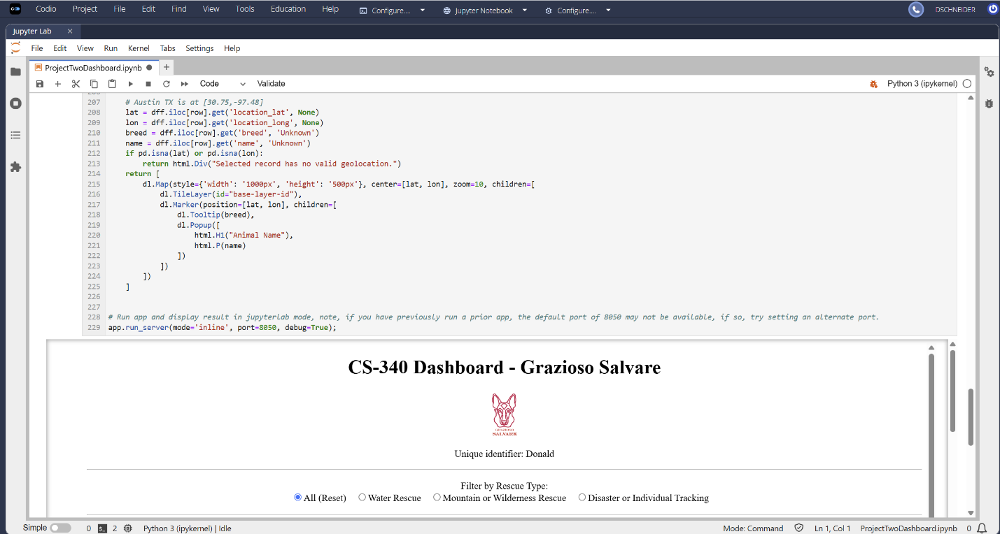 Codio Project File Edit Find View Tools Education Help Configure.... Jupyter Notebook Configure.... DSCHNEIDER
Jupyter Lab
File Edit View Run Kernel Tabs Settings Help
ProjectTwoDashboard.ipynb
Code Validate Python 3 (ipykernel)
207 # Austin TX is at [30.75,-97.48]
208 lat = dff.iloc[row].get('location_lat', None)
209 lon = dff.iloc[row].get('location_long', None)
210 breed = dff.iloc[row].get('breed', 'Unknown')
211 name = dff.iloc[row].get('name', 'Unknown')
212 if pd.isna(lat) or pd.isna(lon):
213 return html.Div("Selected record has no valid geolocation.")
214 return [
215 dl.Map(style={'width': '1000px', 'height': '500px'}, center=[lat, lon], zoom=10, children=[
216 dl.TileLayer(id="base-layer-id"),
217 dl.Marker(position=[lat, lon], children=[
218 dl.Tooltip(breed),
219 dl.Popup([
220 html.H1("Animal Name"),
221 html.P(name)
222 ])
223 ])
224 ])
225 ]
226
227
228 # Run app and display result in jupyterlab mode, note, if you have previously run a prior app, the default port of 8050 may not be available, if so, try setting an alternate port.
229 app.run_server(mode='inline', port=8050, debug=True);
CS-340 Dashboard - Grazioso Salvare
GRAZIOSO
SALVARE
Unique identifier: Donald
Filter by Rescue Type:
All (Reset) Water Rescue Mountain or Wilderness Rescue Disaster or Individual Tracking
Simple 0 2 Python 3 (ipykernel) | Idle Mode: Command Ln 1, Col 1 ProjectTwoDashboard.ipynb 0